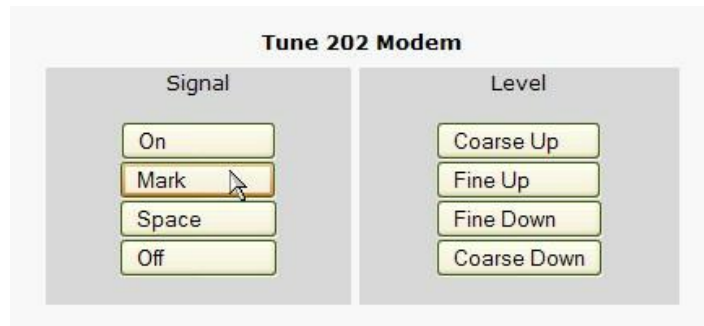 Tune 202 Modem
Signal
On
Mark
Space
Off
Level
Coarse Up
Fine Up
Fine Down
Coarse Down